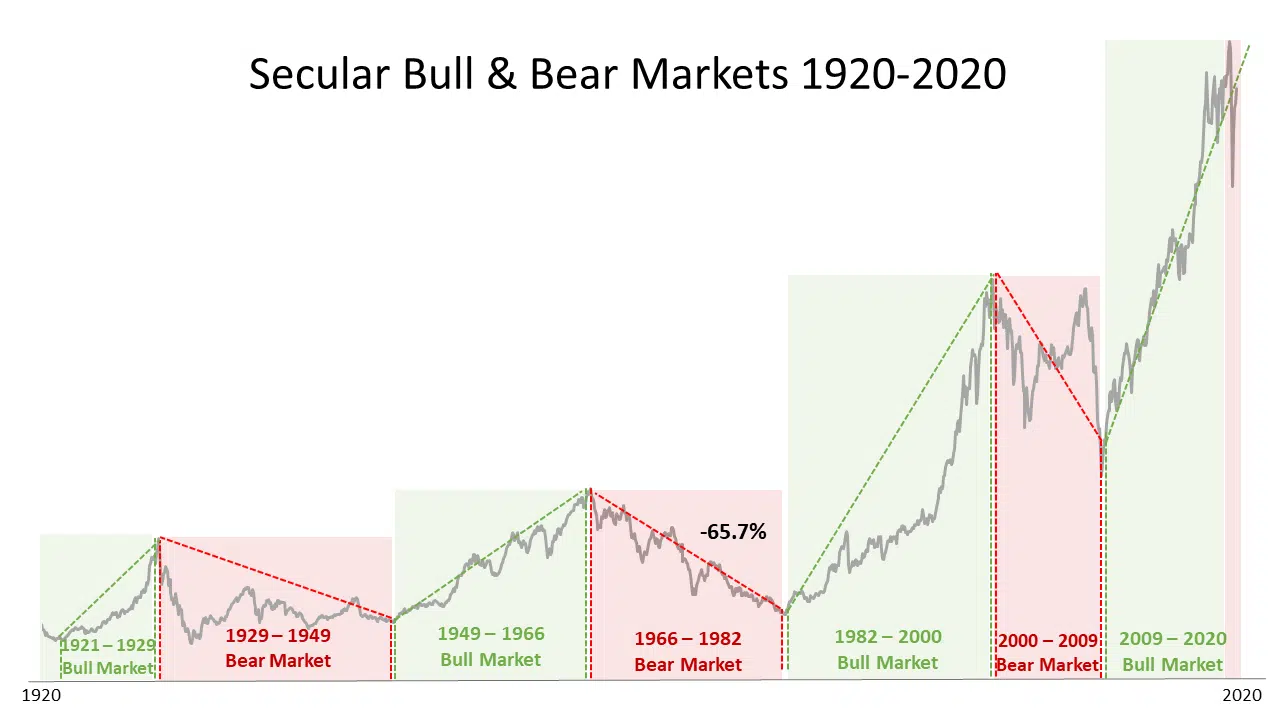 Secular Bull & Bear Markets 1920-2020
-65.7%
1921 – 1929
Bull Market
1929 – 1949
Bear Market
1949 – 1966
Bull Market
1966 – 1982
Bear Market
1982 – 2000
Bull Market
2000 – 2009
Bear Market
2009 – 2020
Bull Market
1920
2020